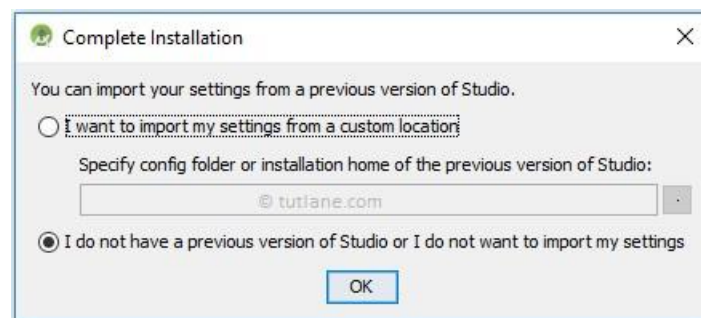 Complete Installation
You can import your settings from a previous version of Studio.
I want to import my settings from a custom location
Specify config folder or installation home of the previous version of Studio:
© tutlane.com
I do not have a previous version of Studio or I do not want to import my settings
OK